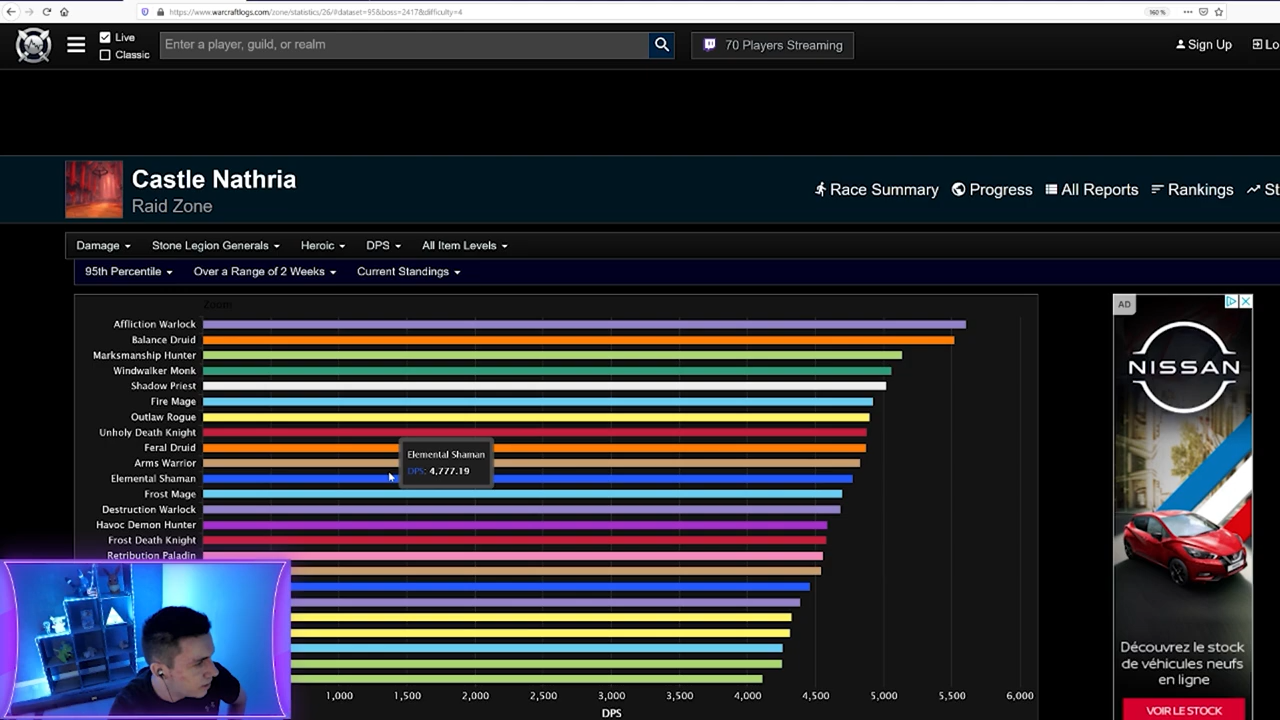 https://www.warcraftlogs.com/zone/statistics/26/#dataset=95&boss=2417&difficulty=4
160 %
Live
Classic
Enter a player, guild, or realm
70 Players Streaming
Sign Up
Lo
Castle Nathria
Raid Zone
Race Summary
Progress
All Reports
Rankings
St
Damage
Stone Legion Generals
Heroic
DPS
All Item Levels
95th Percentile
Over a Range of 2 Weeks
Current Standings
Zoom
Affliction Warlock
Balance Druid
Marksmanship Hunter
Windwalker Monk
Shadow Priest
Fire Mage
Outlaw Rogue
Unholy Death Knight
Feral Druid
Arms Warrior
Elemental Shaman
Frost Mage
Destruction Warlock
Havoc Demon Hunter
Frost Death Knight
Retribution Paladin
Elemental Shaman
DPS: 4,777.19
1,000 1,500 2,000 2,500 3,000 3,500 4,000 4,500 5,000 5,500 6,000
DPS
AD
NISSAN
Découvrez le stock
de véhicules neufs
en ligne
VOIR LE STOCK